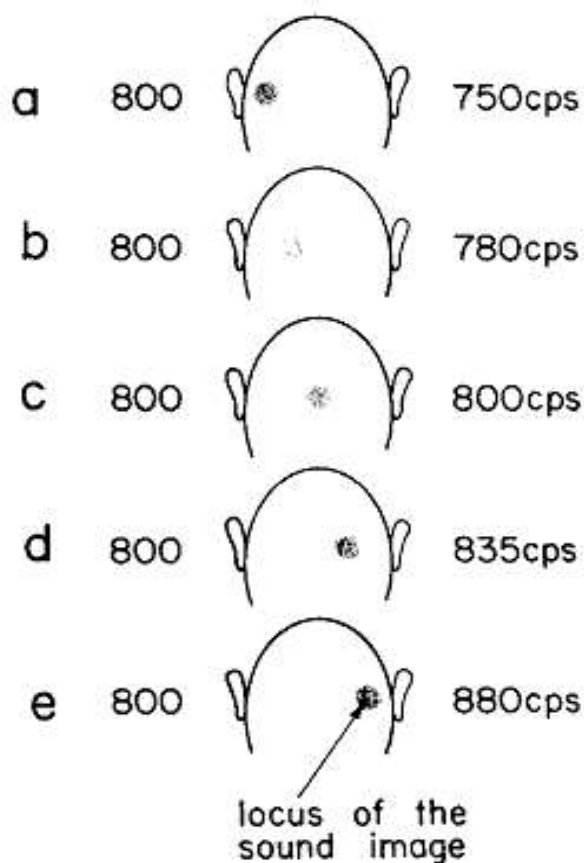 a 800 750cps
b 800 780cps
c 800 800cps
d 800 835cps
e 800 880cps
locus of the
sound image